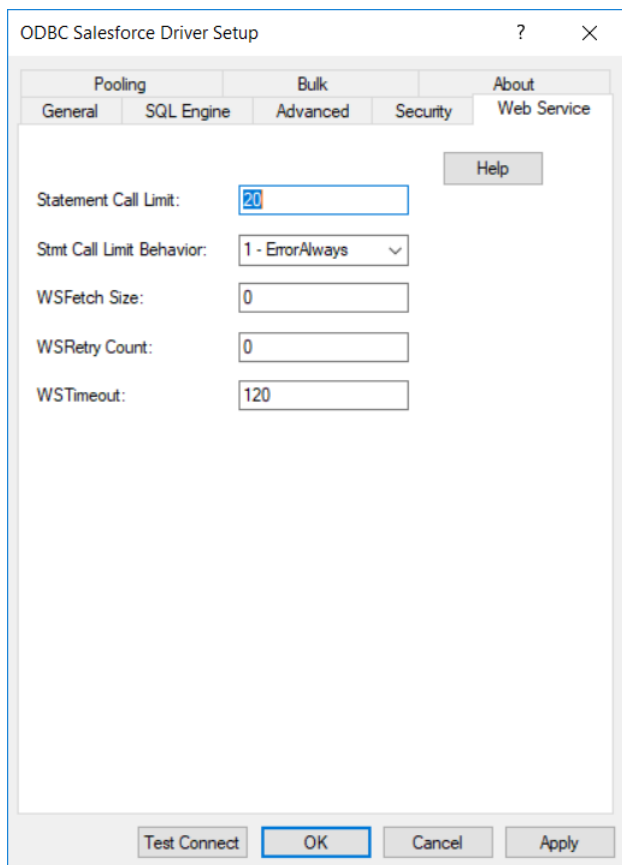 ODBC Salesforce Driver Setup ?
Pooling Bulk About
General SQL Engine Advanced Security Web Service
Help
Statement Call Limit: 20
Stmt Call Limit Behavior: 1 - ErrorAlways
WSFetch Size: 0
WSRetry Count: 0
WSTimeout: 120
Test Connect OK Cancel Apply